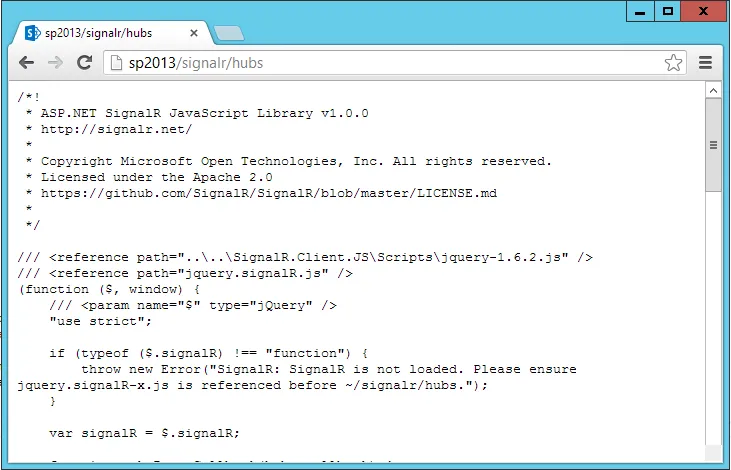 sp2013/signalr/hubs
sp2013/signalr/hubs
/*!
 * ASP.NET SignalR JavaScript Library v1.0.0
 * http://signalr.net/
 *
 * Copyright Microsoft Open Technologies, Inc. All rights reserved.
 * Licensed under the Apache 2.0
 * https://github.com/SignalR/SignalR/blob/master/LICENSE.md
 *
 */
/// <reference path="..\..\SignalR.Client.JS\Scripts\jquery-1.6.2.js" />
/// <reference path="jquery.signalR.js" />
(function ($, window) {
    /// <param name="$" type="jQuery" />
    "use strict";
    if (typeof ($.signalR) !== "function") {
        throw new Error("SignalR: SignalR is not loaded. Please ensure
jquery.signalR-x.js is referenced before ~/signalr/hubs.");
    }
    var signalR = $.signalR;